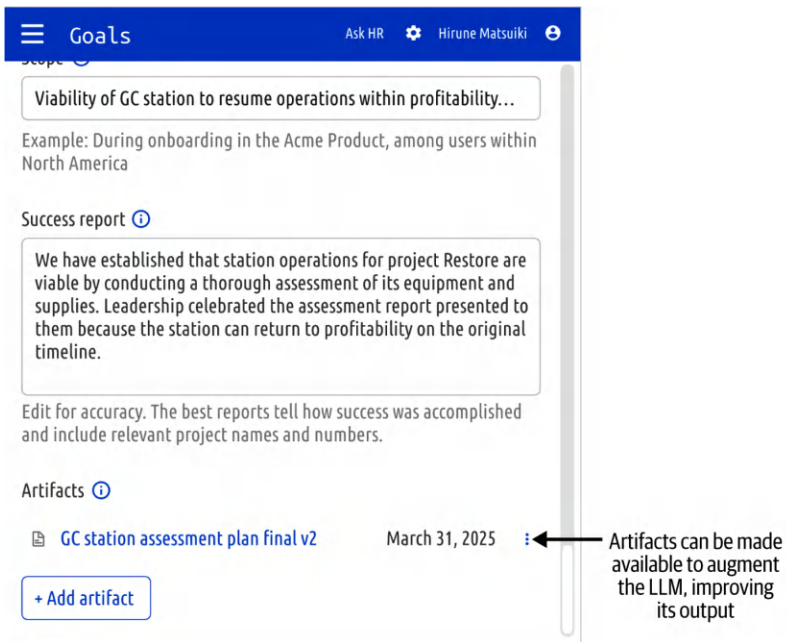 Goals
Ask HR
Hirune Matsuiki
Scope
Viability of GC station to resume operations within profitability...
Example: During onboarding in the Acme Product, among users within
North America
Success report
We have established that station operations for project Restore are
viable by conducting a thorough assessment of its equipment and
supplies. Leadership celebrated the assessment report presented to
them because the station can return to profitability on the original
timeline.
Edit for accuracy. The best reports tell how success was accomplished
and include relevant project names and numbers.
Artifacts
GC station assessment plan final v2
March 31, 2025
+ Add artifact
Artifacts can be made
available to augment
the LLM, improving
its output